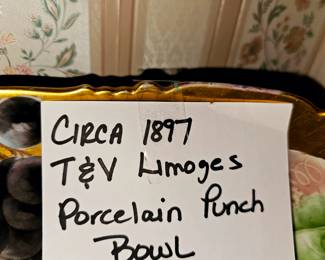 CIRCA 1897
T&V Limoges
Porcelain Punch
Bowl